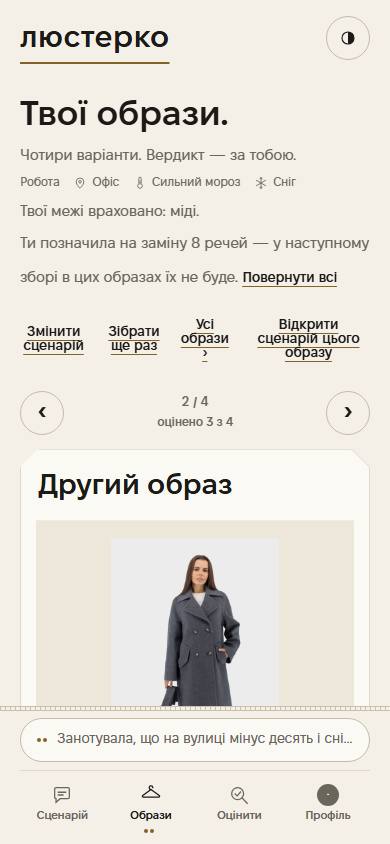 люстерко
Твої образи.
Чотири варіанти. Вердикт — за тобою.
Робота Офіс Сильний мороз Сніг
Твої межі враховано: міді.
Ти позначила на заміну 8 речей — у наступному
зборі в цих образах їх не буде. Повернути всі
Змінити сценарій
Зібрати ще раз
Усі образи ›
Відкрити сценарій цього образу
‹
2 / 4
оцінено 3 з 4
›
Другий образ
Занотувала, що на вулиці мінус десять і сні...
Сценарій Образи Оцінити Профіль